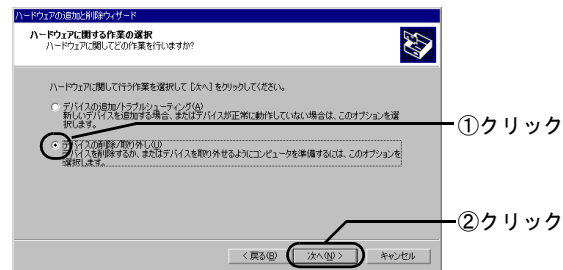 ハードウェアの追加と削除ウィザード
ハードウェアに関する作業の選択
ハードウェアに関してどの作業を行いますか?
ハードウェアに関して行う作業を選択して [次へ] をクリックしてください。
デバイスの追加/トラブルシューティング(A)
新しいデバイスを追加する場合、またはデバイスが正常に動作していない場合は、このオプションを選
択します。
①クリック
デバイスの削除/取り外し(U)
デバイスを削除するか、またはデバイスを取り外せるようにコンピュータを準備するには、このオプションを
選択します。
②クリック
< 戻る(B)
次へ(N) >
キャンセル